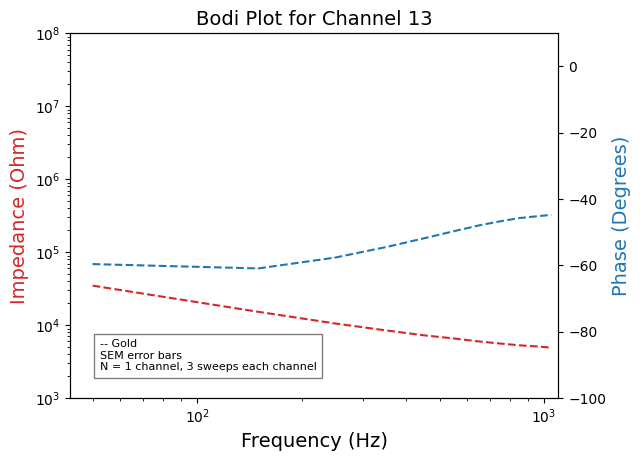 Bodi Plot for Channel 13
Impedance (Ohm)
10^8
10^7
10^6
10^5
10^4
10^3
-- Gold
SEM error bars
N = 1 channel, 3 sweeps each channel
0
−20
−40
−60
−80
−100
Phase (Degrees)
10^2 10^3
Frequency (Hz)